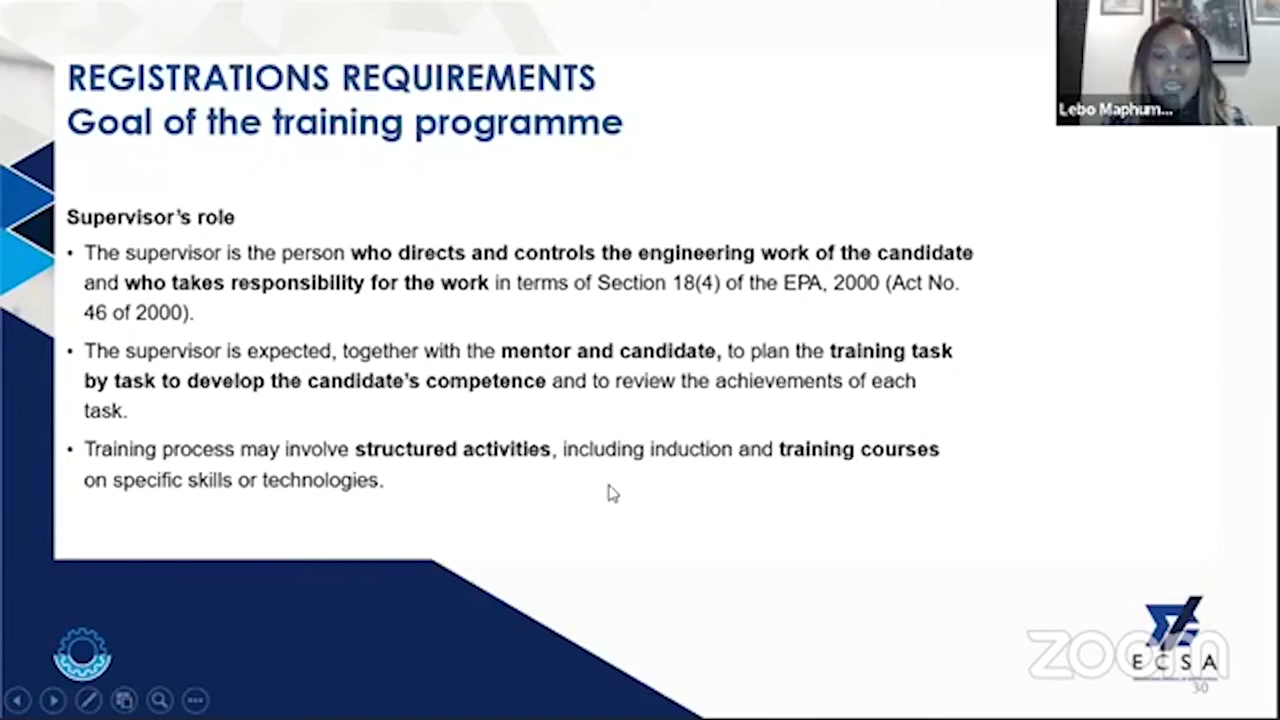 REGISTRATIONS REQUIREMENTS
Goal of the training programme
Lebo Maphum...
Supervisor's role
• The supervisor is the person who directs and controls the engineering work of the candidate
and who takes responsibility for the work in terms of Section 18(4) of the EPA, 2000 (Act No.
46 of 2000).
• The supervisor is expected, together with the mentor and candidate, to plan the training task
by task to develop the candidate's competence and to review the achievements of each
task.
• Training process may involve structured activities, including induction and training courses
on specific skills or technologies.
zoom
ECSA
30